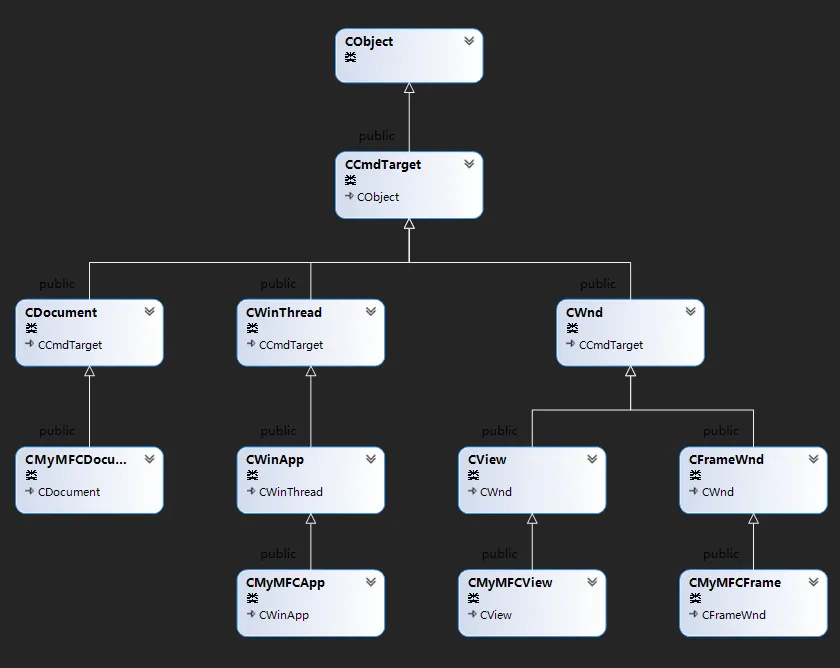 CObject
public
CCmdTarget
CObject
public
public
public
CDocument
CCmdTarget
CWinThread
CCmdTarget
CWnd
CCmdTarget
public
public
public
public
CMyMFCDocu...
CDocument
CWinApp
CWinThread
CView
CWnd
CFrameWnd
CWnd
public
public
public
CMyMFCApp
CWinApp
CMyMFCView
CView
CMyMFCFrame
CFrameWnd